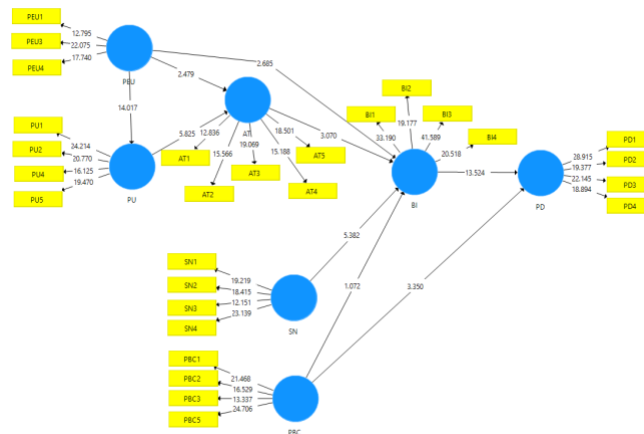 PEU1
PEU3
PEU4
12.795
22.075
17.740
PEU
2.479
2.685
14.017
PU1
PU2
PU4
PU5
24.214
20.770
16.125
19.470
PU
5.825
12.836
15.566
19.069
15.188
18.501
3.070
AT1
AT2
AT3
AT4
AT5
BI1
BI2
BI3
BI4
33.190
19.177
41.589
20.518
BI
13.524
PD
28.915
19.377
22.145
18.894
PD1
PD2
PD3
PD4
SN1
SN2
SN3
SN4
19.219
18.415
12.151
23.139
SN
5.382
1.072
3.350
PBC1
PBC2
PBC3
PBC5
21.468
16.529
13.337
24.706
PBC